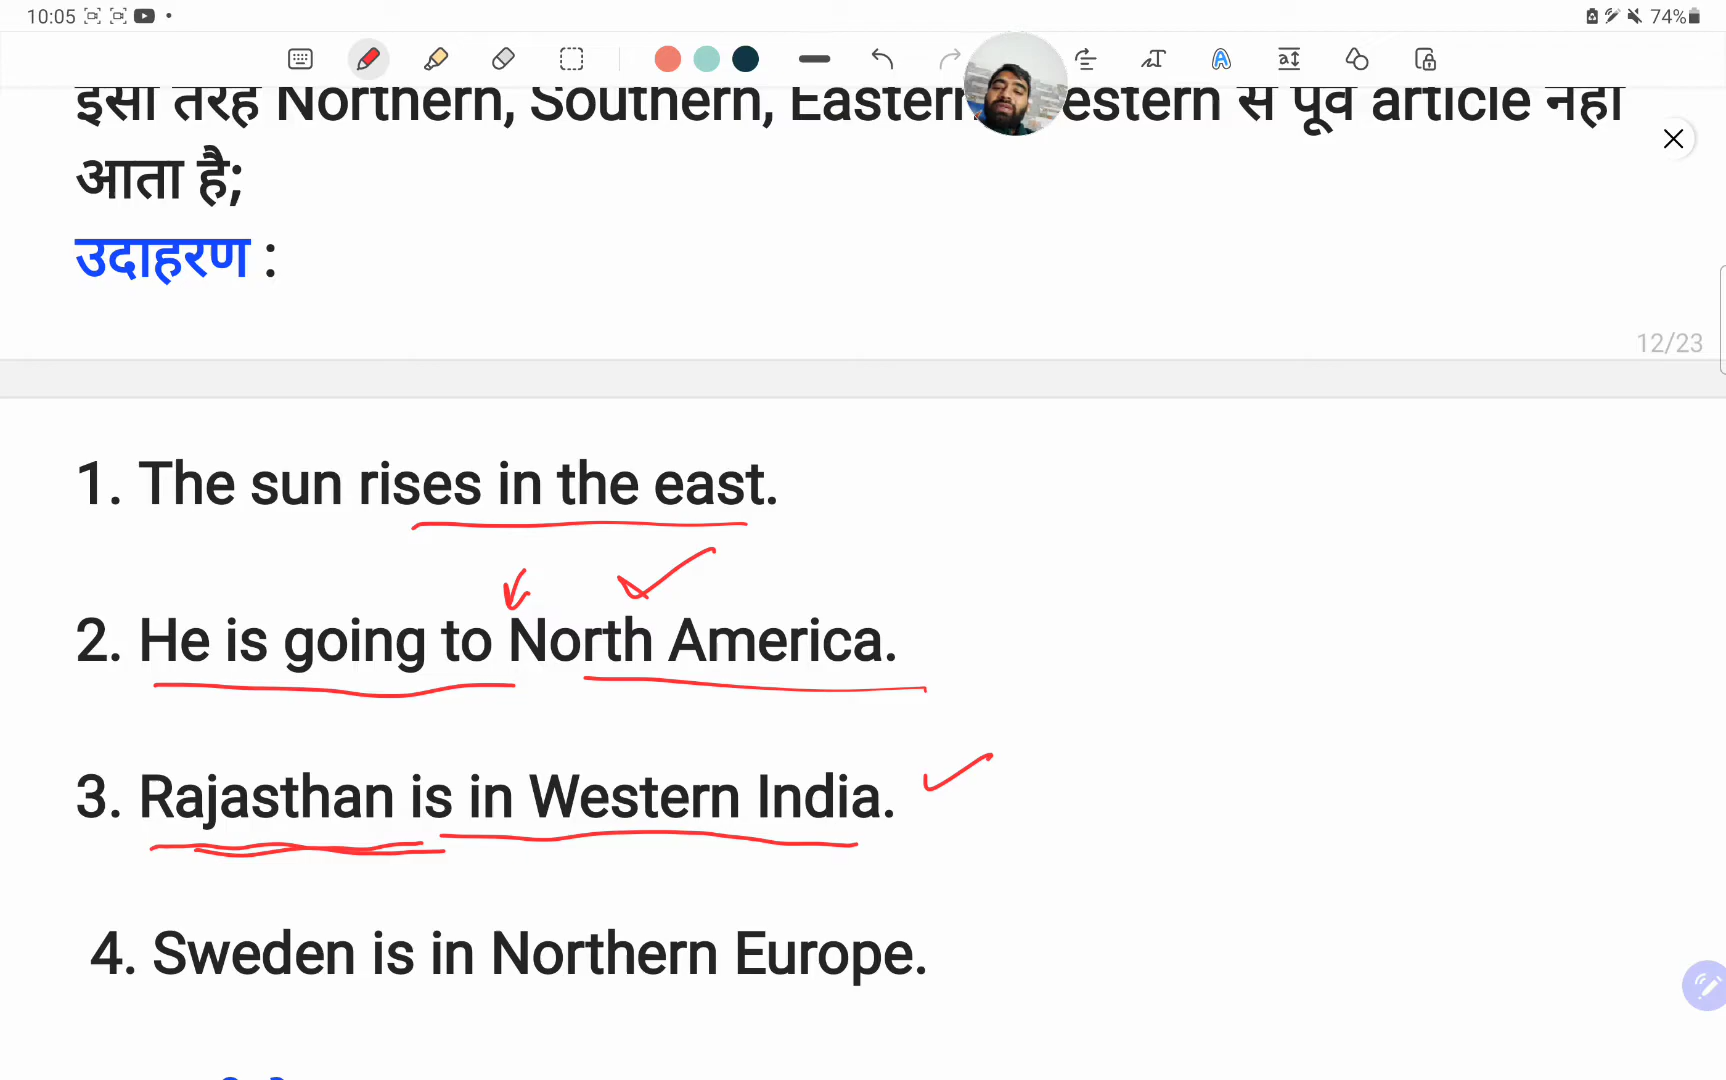 10:05
74%
इसी तरह Northern, Southern, Eastern, Western से पूर्व article नहीं
आता है;
उदाहरण :
12/23
1. The sun rises in the east.
2. He is going to North America.
3. Rajasthan is in Western India.
4. Sweden is in Northern Europe.